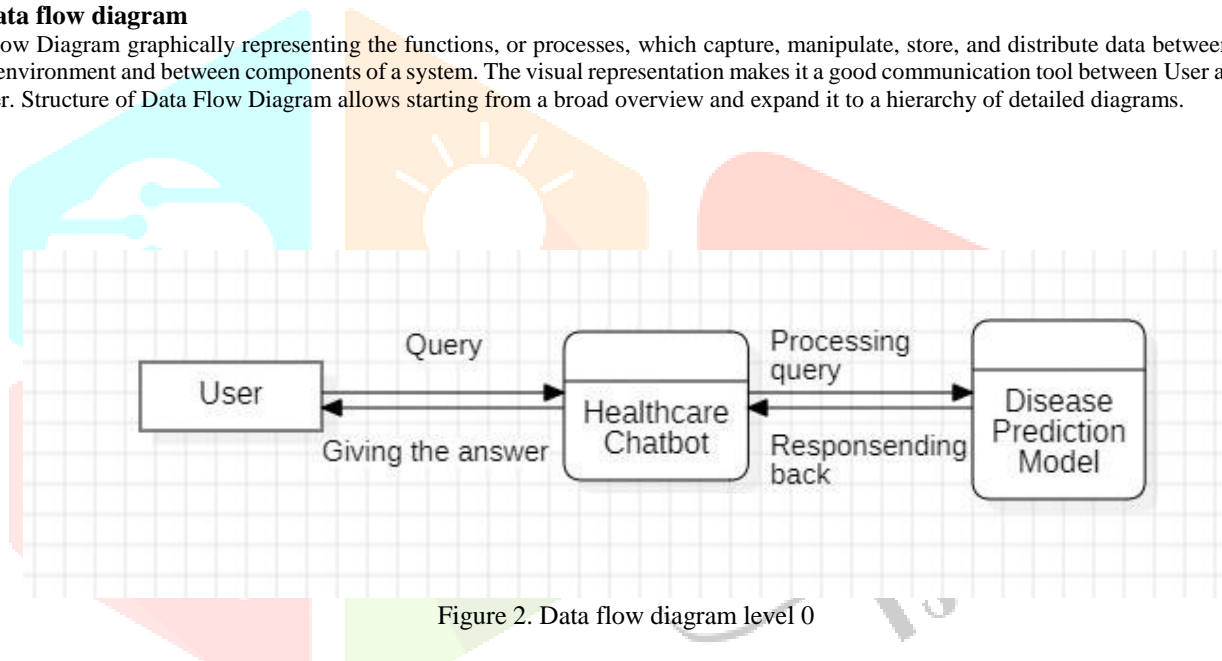 ata flow diagram
low Diagram graphically representing the functions, or processes, which capture, manipulate, store, and distribute data between
environment and between components of a system. The visual representation makes it a good communication tool between User a
er. Structure of Data Flow Diagram allows starting from a broad overview and expand it to a hierarchy of detailed diagrams.
Query
User
Giving the answer
Healthcare
Chatbot
Processing
query
Responsending
back
Disease
Prediction
Model
Figure 2. Data flow diagram level 0